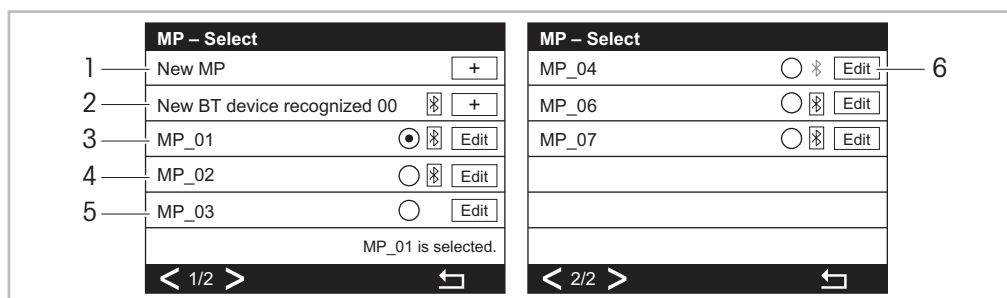 MP – Select
1 New MP +
2 New BT device recognized 00 +
3 MP_01 Edit
4 MP_02 Edit
5 MP_03 Edit
MP_01 is selected.
< 1/2 >
MP – Select
MP_04 Edit 6
MP_06 Edit
MP_07 Edit
< 2/2 >